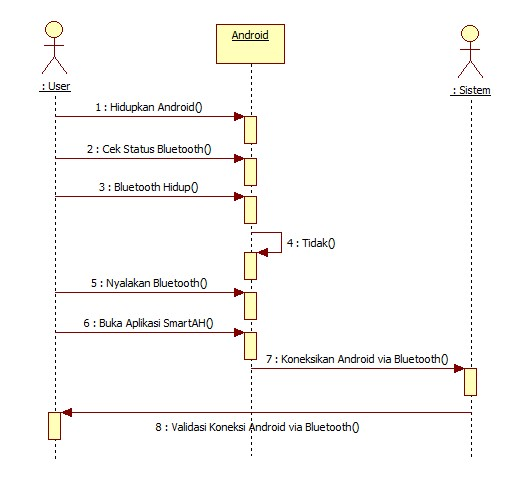 Android
: User
: Sistem
1 : Hidupkan Android()
2 : Cek Status Bluetooth()
3 : Bluetooth Hidup()
4 : Tidak()
5 : Nyalakan Bluetooth()
6 : Buka Aplikasi SmartAH()
7 : Koneksikan Android via Bluetooth()
8 : Validasi Koneksi Android via Bluetooth()